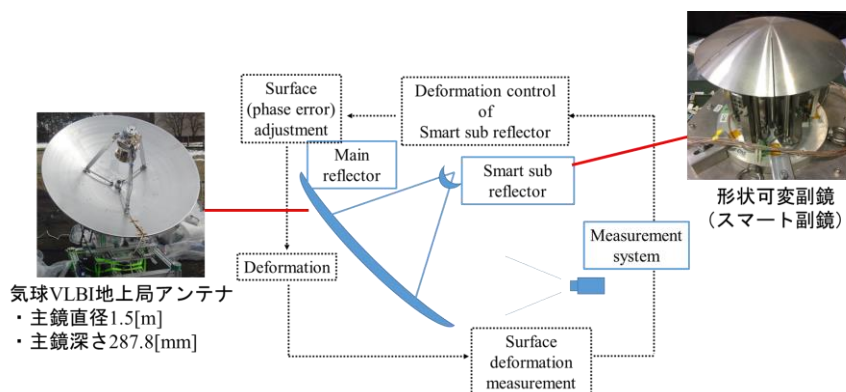 Surface
(phase error)
adjustment
Deformation control
of
Smart sub reflector
Main
reflector
Smart sub
reflector
形状可変副鏡
（スマート副鏡）
Measurement
system
Deformation
気球VLBI地上局アンテナ
・主鏡直径1.5[m]
・主鏡深さ287.8[mm]
Surface
deformation
measurement